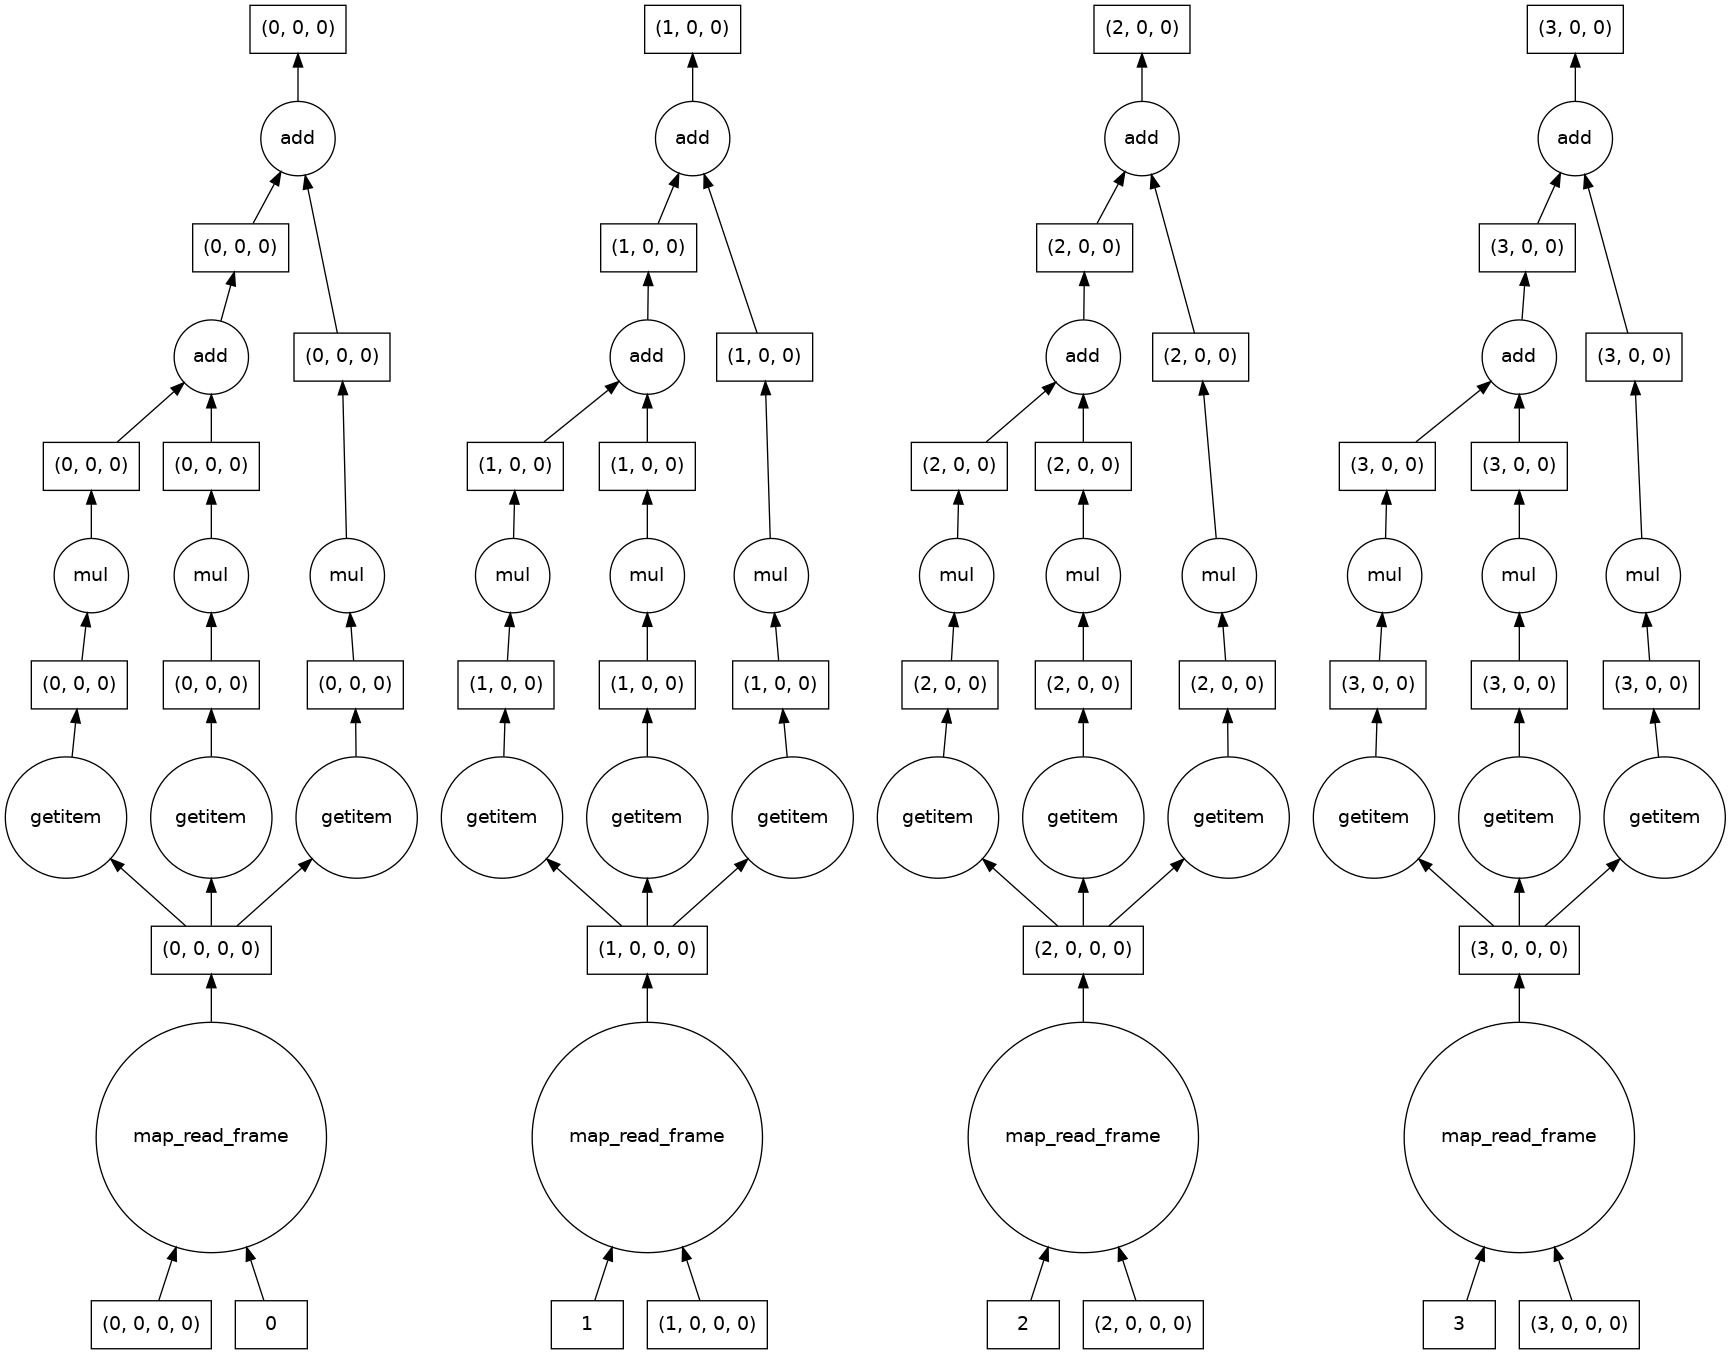 (0, 0, 0)
(1, 0, 0)
(2, 0, 0)
(3, 0, 0)
add
add
add
add
(0, 0, 0)
(1, 0, 0)
(2, 0, 0)
(3, 0, 0)
add
(0, 0, 0)
add
(1, 0, 0)
add
(2, 0, 0)
add
(3, 0, 0)
(0, 0, 0)
(0, 0, 0)
(1, 0, 0)
(1, 0, 0)
(2, 0, 0)
(2, 0, 0)
(3, 0, 0)
(3, 0, 0)
mul
mul
mul
mul
mul
mul
mul
mul
mul
mul
mul
mul
(0, 0, 0)
(0, 0, 0)
(0, 0, 0)
(1, 0, 0)
(1, 0, 0)
(1, 0, 0)
(2, 0, 0)
(2, 0, 0)
(2, 0, 0)
(3, 0, 0)
(3, 0, 0)
(3, 0, 0)
getitem
getitem
getitem
getitem
getitem
getitem
getitem
getitem
getitem
getitem
getitem
getitem
(0, 0, 0, 0)
(1, 0, 0, 0)
(2, 0, 0, 0)
(3, 0, 0, 0)
map_read_frame
map_read_frame
map_read_frame
map_read_frame
(0, 0, 0, 0)
0
1
(1, 0, 0, 0)
2
(2, 0, 0, 0)
3
(3, 0, 0, 0)